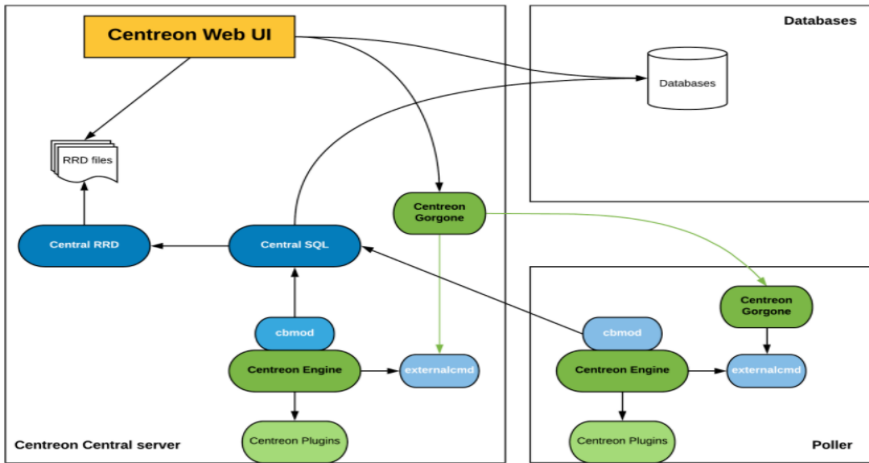 Centreon Web UI
Databases
Databases
RRD files
Centreon
Gorgone
Central RRD
Central SQL
Centreon
Gorgone
cbmod
cbmod
Centreon Engine
externalcmd
Centreon Engine
externalcmd
Centreon Plugins
Centreon Plugins
Centreon Central server
Poller